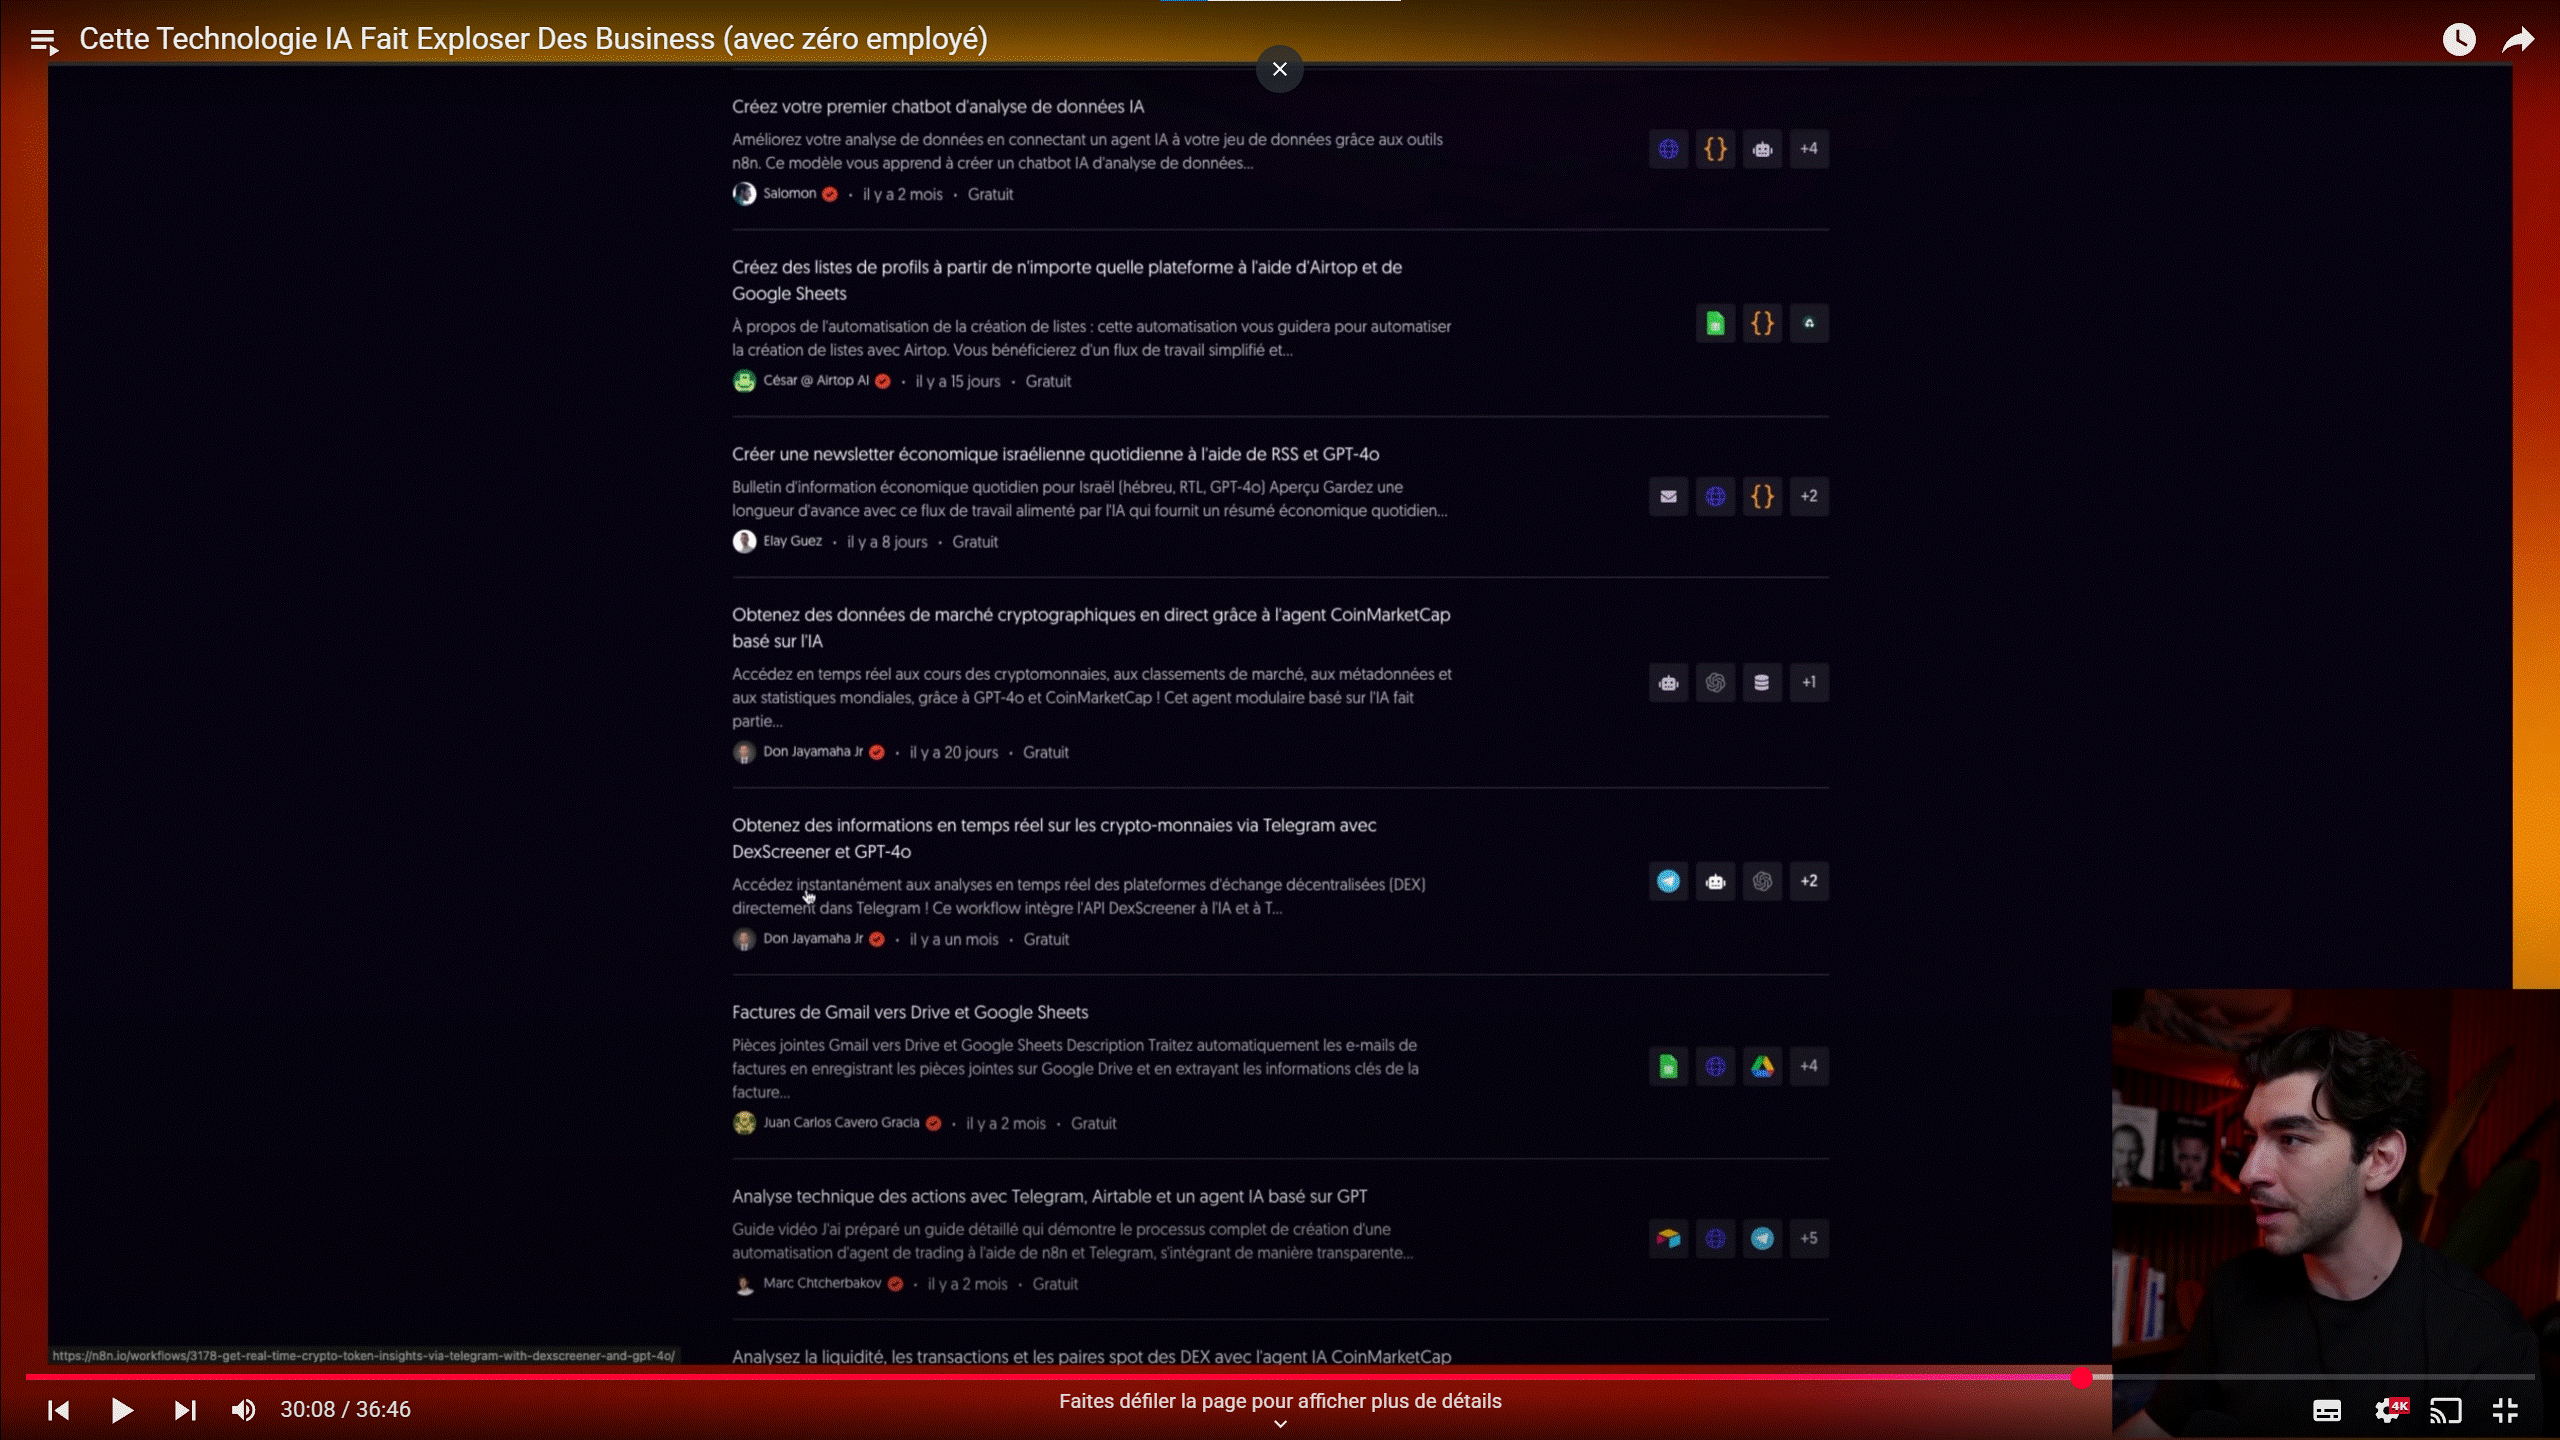 Cette Technologie IA Fait Exploser Des Business (avec zéro employé)
Créez votre premier chatbot d'analyse de données IA
Améliorez votre analyse de données en connectant un agent IA à votre jeu de données grâce aux outils
n8n. Ce modèle vous apprend à créer un chatbot IA d'analyse de données...
+4
Salomon · il y a 2 mois · Gratuit
Créez des listes de profils à partir de n'importe quelle plateforme à l'aide d'Airtop et de
Google Sheets
À propos de l'automatisation de la création de listes : cette automatisation vous guidera pour automatiser
la création de listes avec Airtop. Vous bénéficierez d'un flux de travail simplifié et...
César @ Airtop AI · il y a 15 jours · Gratuit
Créer une newsletter économique israélienne quotidienne à l'aide de RSS et GPT-4o
Bulletin d'information économique quotidien pour Israël (hébreu, RTL, GPT-4o) Aperçu Gardez une
longueur d'avance avec ce flux de travail alimenté par l'IA qui fournit un résumé économique quotidien...
+2
Elay Guez · il y a 8 jours · Gratuit
Obtenez des données de marché cryptographiques en direct grâce à l'agent CoinMarketCap
basé sur l'IA
Accédez en temps réel aux cours des cryptomonnaies, aux classements de marché, aux métadonnées et
aux statistiques mondiales, grâce à GPT-4o et CoinMarketCap ! Cet agent modulaire basé sur l'IA fait
partie...
+1
Don Jayamaha Jr · il y a 20 jours · Gratuit
Obtenez des informations en temps réel sur les crypto-monnaies via Telegram avec
DexScreener et GPT-4o
Accédez instantanément aux analyses en temps réel des plateformes d'échange décentralisées (DEX)
directement dans Telegram ! Ce workflow intègre l'API DexScreener à l'IA et à T...
+2
Don Jayamaha Jr · il y a un mois · Gratuit
Factures de Gmail vers Drive et Google Sheets
Pièces jointes Gmail vers Drive et Google Sheets Description Traitez automatiquement les e-mails de
factures en enregistrant les pièces jointes sur Google Drive et en extrayant les informations clés de la
facture...
+4
Juan Carlos Cavero Gracia · il y a 2 mois · Gratuit
Analyse technique des actions avec Telegram, Airtable et un agent IA basé sur GPT
Guide vidéo J'ai préparé un guide détaillé qui démontre le processus complet de création d'une
automatisation d'agent de trading à l'aide de n8n et Telegram, s'intégrant de manière transparente...
+5
Marc Chtcherbakov · il y a 2 mois · Gratuit
Analysez la liquidité, les transactions et les paires spot des DEX avec l'agent IA CoinMarketCap
https://n8n.io/workflows/3178-get-real-time-crypto-token-insights-via-telegram-with-dexscreener-and-gpt-4o/
30:08 / 36:46
Faites défiler la page pour afficher plus de détails
4K